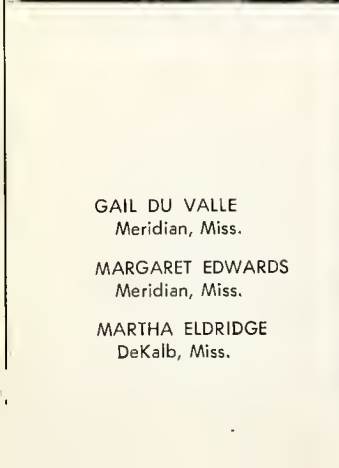 GAIL DU VALLE
Meridian, Miss.
MARGARET EDWARDS
Meridian, Miss.
MARTHA ELDRIDGE
DeKalb, Miss.